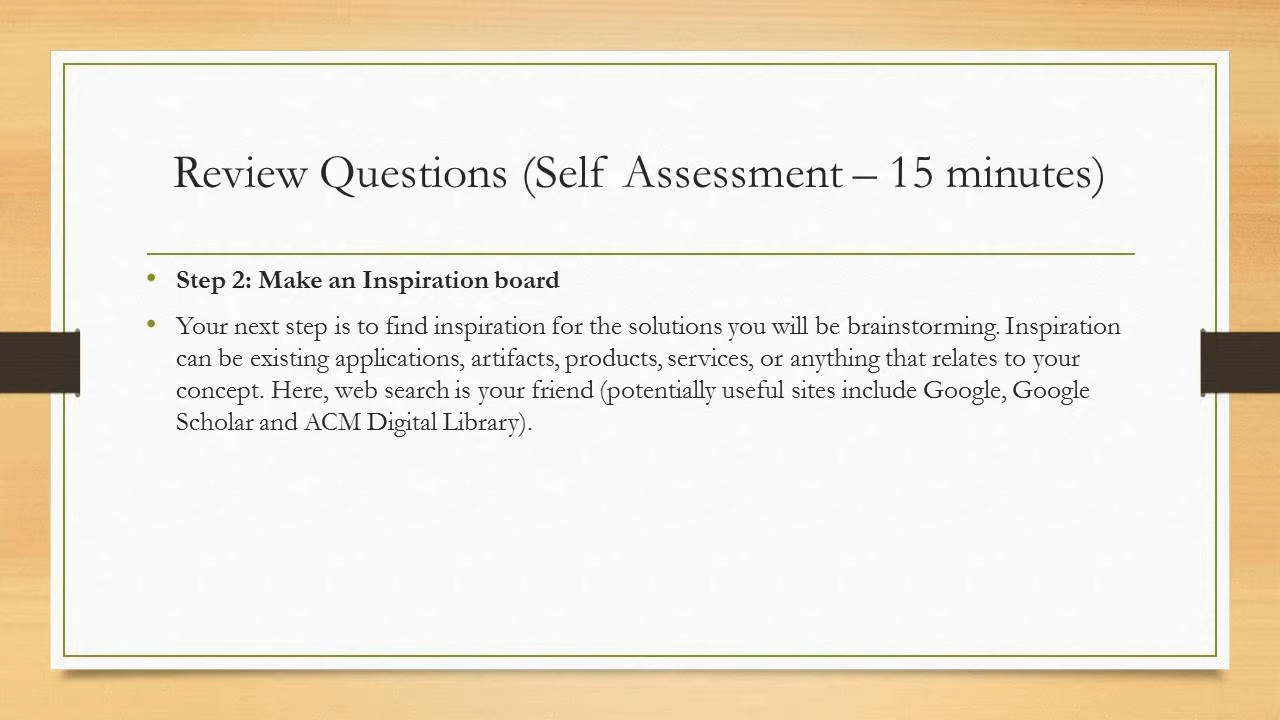 Review Questions (Self Assessment – 15 minutes)
• Step 2: Make an Inspiration board
• Your next step is to find inspiration for the solutions you will be brainstorming. Inspiration
can be existing applications, artifacts, products, services, or anything that relates to your
concept. Here, web search is your friend (potentially useful sites include Google, Google
Scholar and ACM Digital Library).